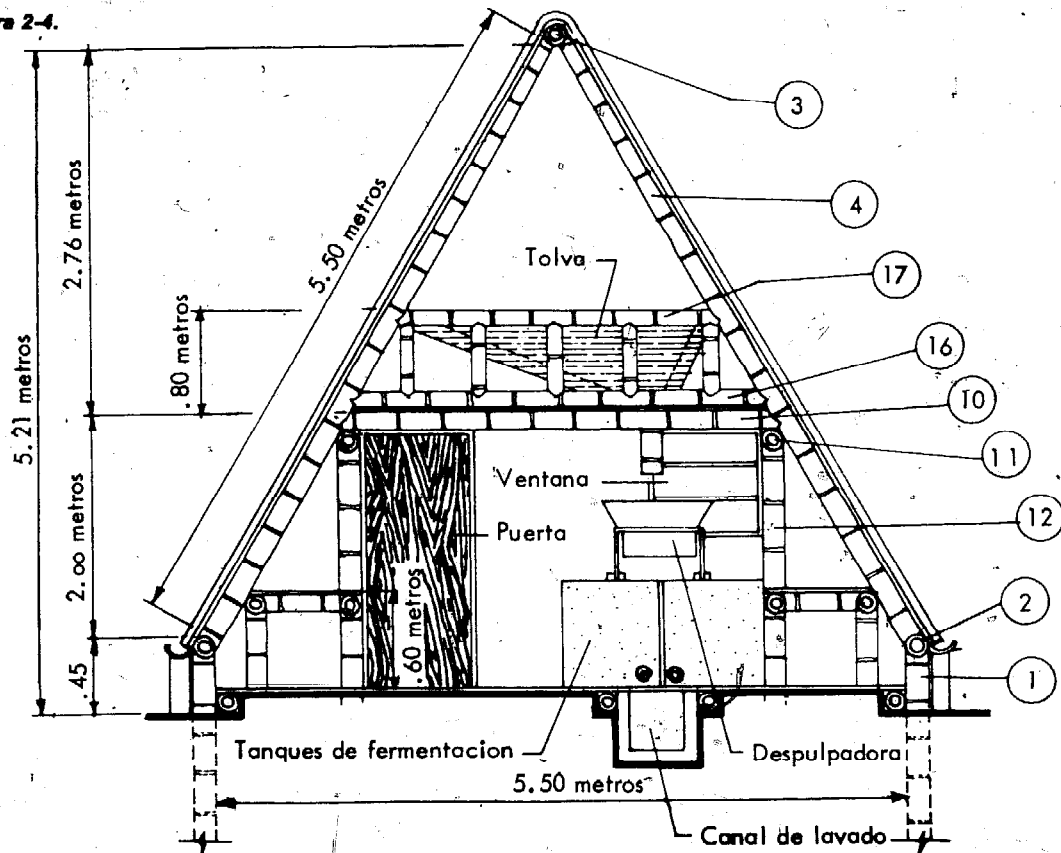 ra 2-4.
3
4
5.50 metros
2.76 metros
Tolva
17
.80 metros
16
10
5.21 metros
11
Ventana
12
Puerta
2.00 metros
.60 metros
2
.45
1
Tanques de fermentacion
Despulpadora
5.50 metros
Canal de lavado